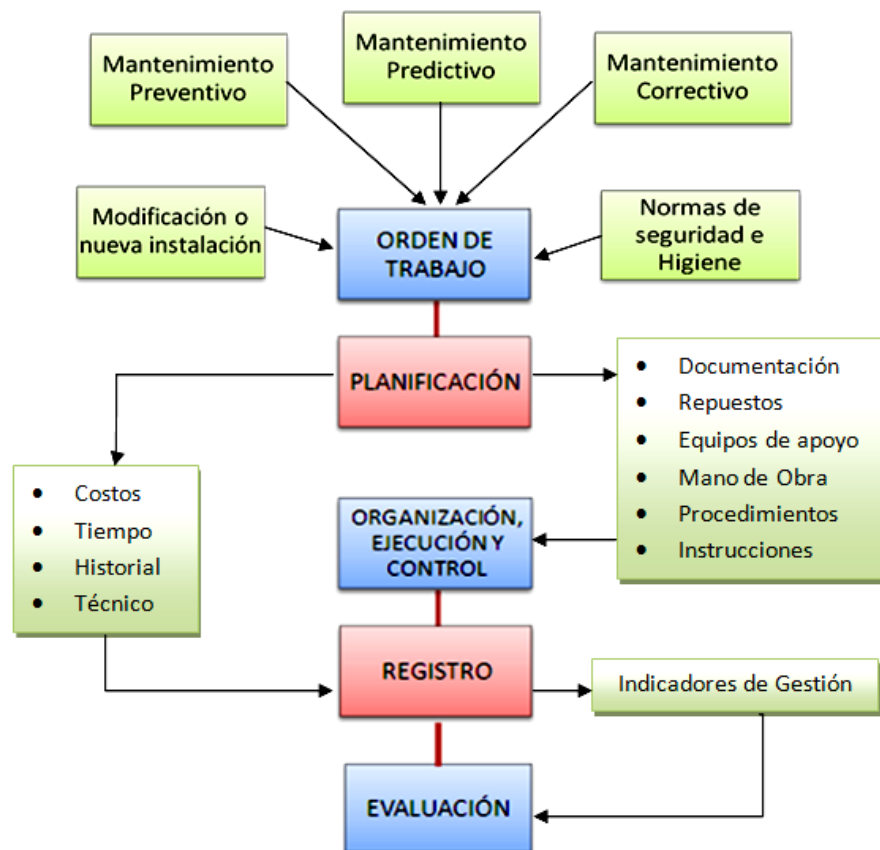 Mantenimiento
Preventivo
Mantenimiento
Predictivo
Mantenimiento
Correctivo
Modificación o
nueva instalación
ORDEN DE
TRABAJO
Normas de
seguridad e
Higiene
PLANIFICACIÓN
• Documentación
• Repuestos
• Equipos de apoyo
• Mano de Obra
• Procedimientos
• Instrucciones
• Costos
• Tiempo
• Historial
• Técnico
ORGANIZACIÓN,
EJECUCIÓN Y
CONTROL
REGISTRO
Indicadores de Gestión
EVALUACIÓN